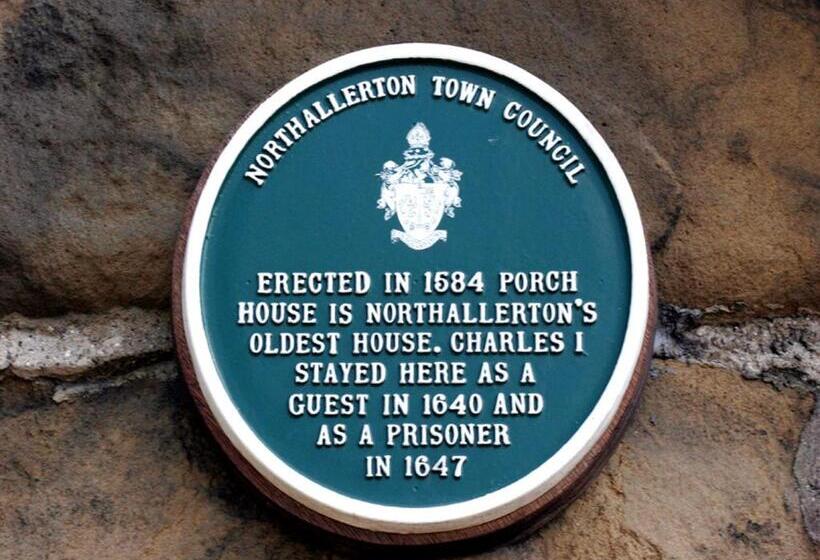 NORTHALLERTON TOWN COUNCIL
ERECTED IN 1584 PORCH
HOUSE IS NORTHALLERTON'S
OLDEST HOUSE. CHARLES I
STAYED HERE AS A
GUEST IN 1640 AND
AS A PRISONER
IN 1647